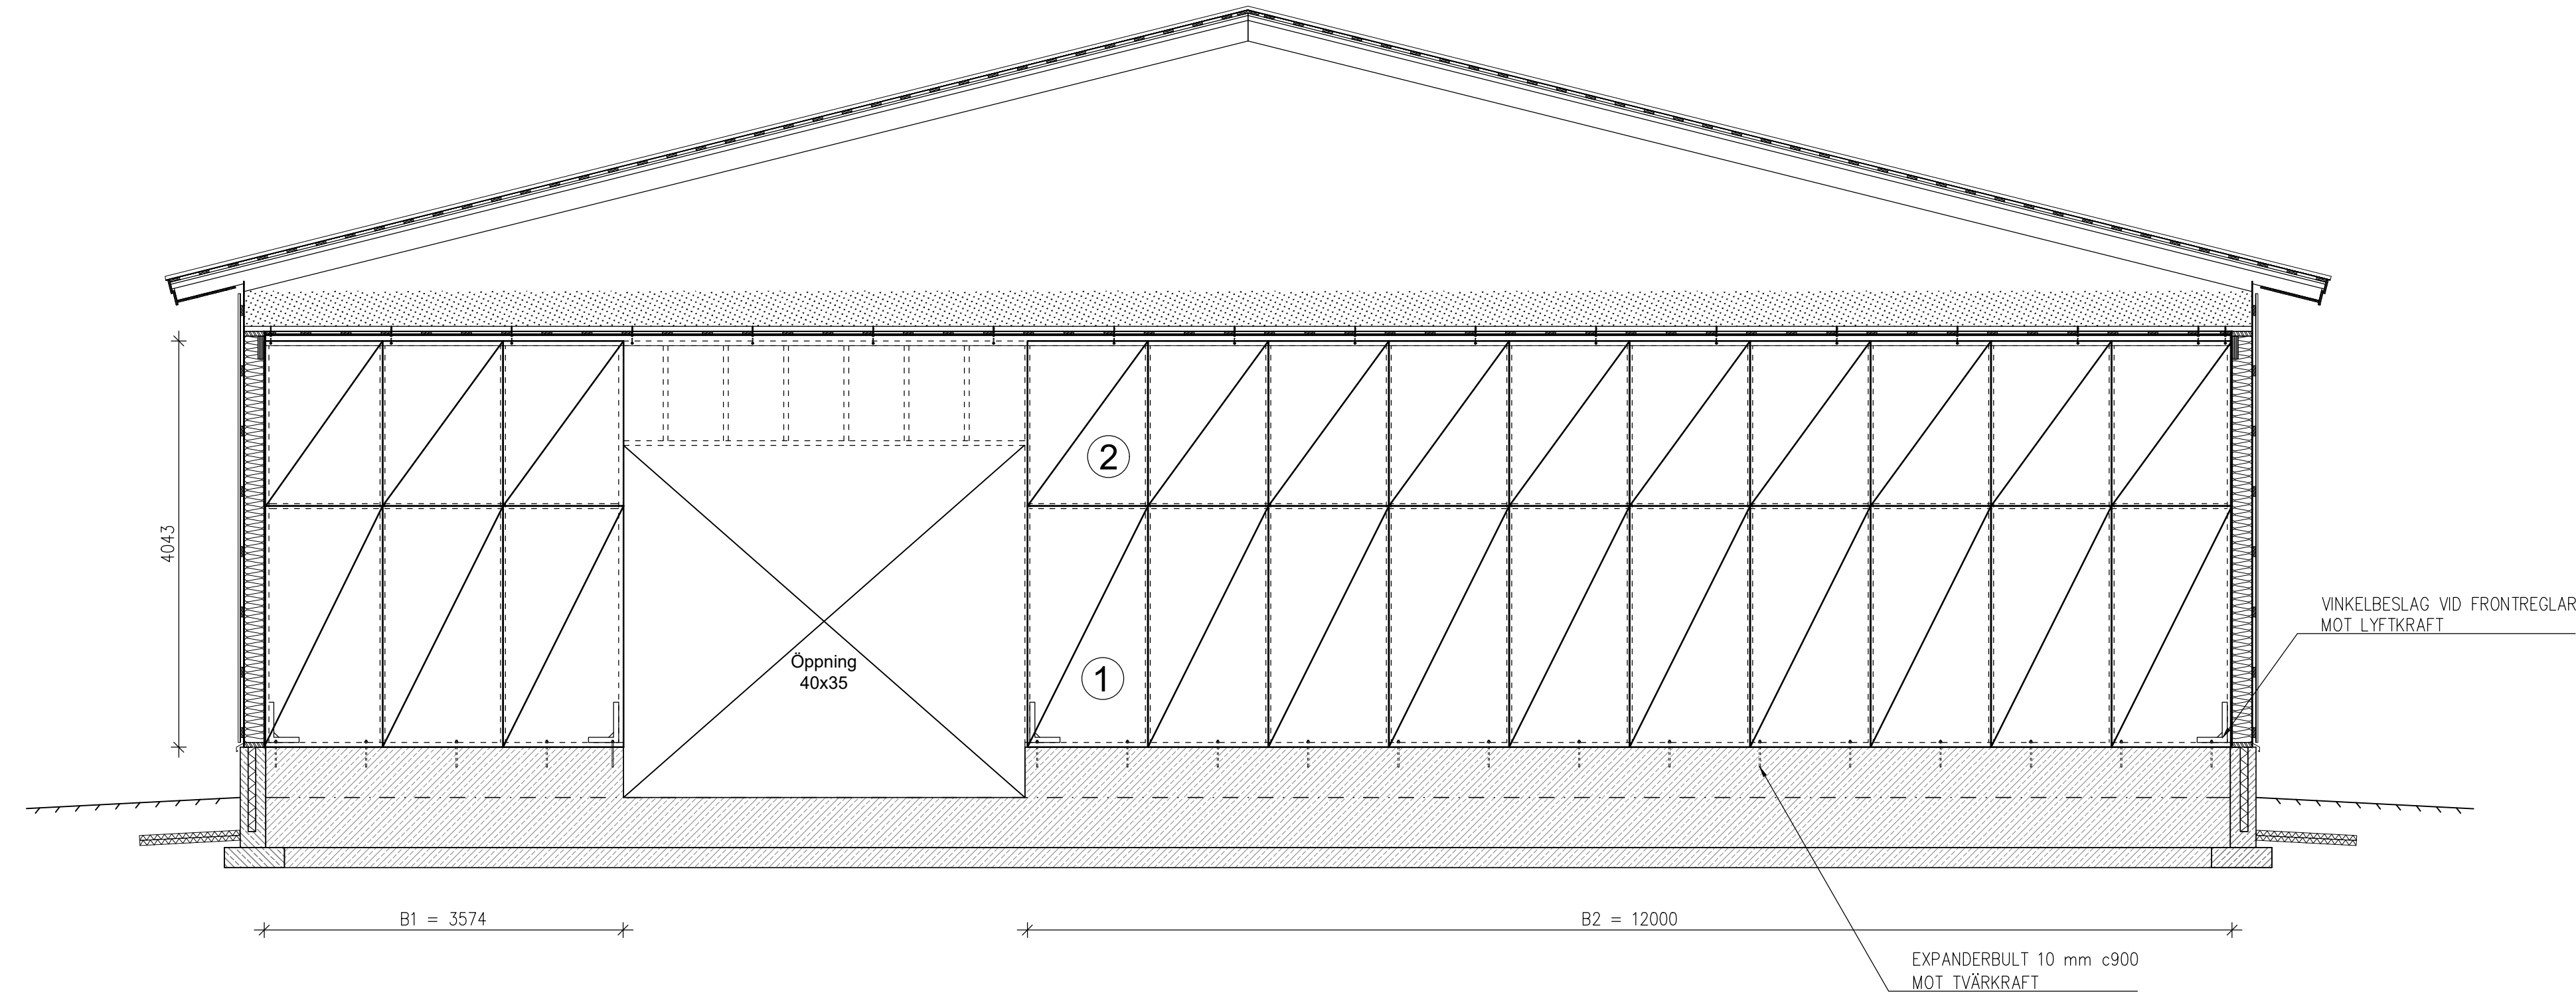 2
4043
VINKELBESLAG VID FRONTREGLAR
MOT LYFTKRAFT
Öppning
40x35
1
B1 = 3574
B2 = 12000
EXPANDERBULT 10 mm c900
MOT TVÄRKRAFT